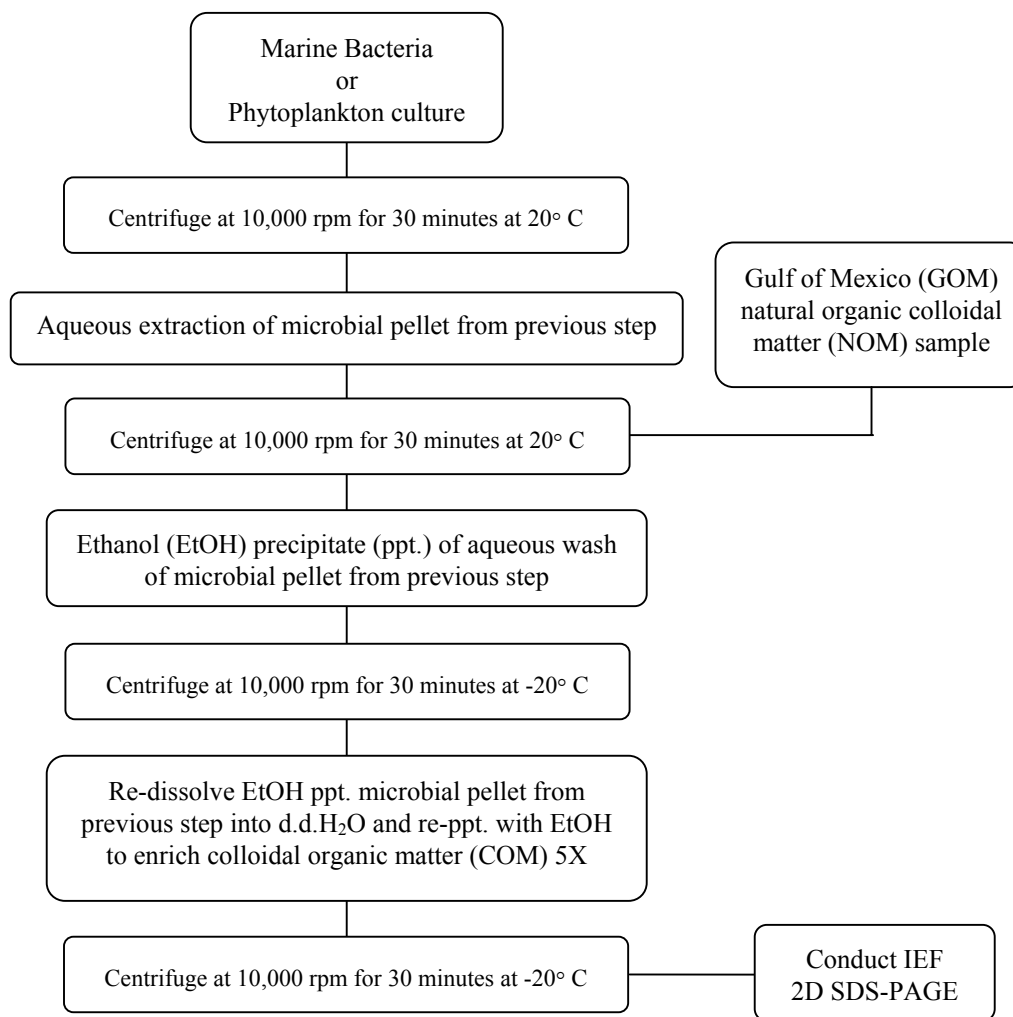 Marine Bacteria
or
Phytoplankton culture
Centrifuge at 10,000 rpm for 30 minutes at 20° C
Aqueous extraction of microbial pellet from previous step
Gulf of Mexico (GOM)
natural organic colloidal
matter (NOM) sample
Centrifuge at 10,000 rpm for 30 minutes at 20° C
Ethanol (EtOH) precipitate (ppt.) of aqueous wash
of microbial pellet from previous step
Centrifuge at 10,000 rpm for 30 minutes at -20° C
Re-dissolve EtOH ppt. microbial pellet from
previous step into d.d.H₂O and re-ppt. with EtOH
to enrich colloidal organic matter (COM) 5X
Centrifuge at 10,000 rpm for 30 minutes at -20° C
Conduct IEF
2D SDS-PAGE